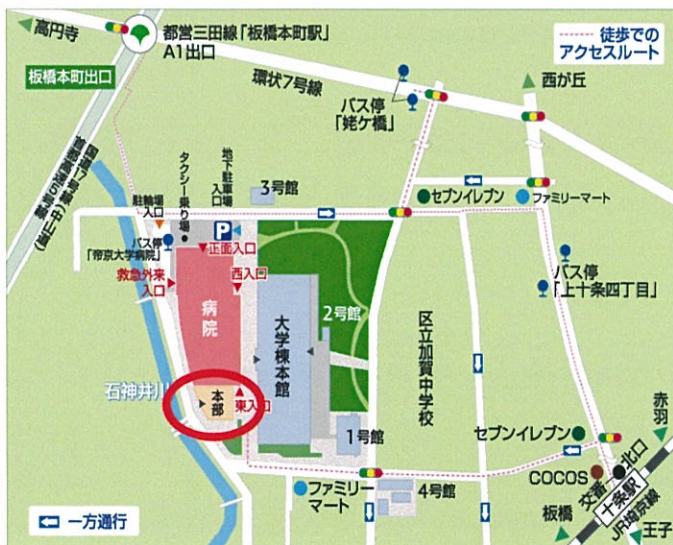 高円寺
都営三田線「板橋本町駅」
A1出口
板橋本町出口
環状7号線
徒歩での
アクセスルート
西が丘
バス停
「姥ケ橋」
国道17号線(中山道)
首都高速5号線
駐輪場
入口
タクシー乗り場
地下駐車場
入口
3号館
P
セブンイレブン
ファミリーマート
バス停
「帝京大学病院」
正面入口
救急外来
入口
西入口
病院
バス停
「上十条四丁目」
2号館
大学棟本館
区立加賀中学校
石神井川
本部
東入口
1号館
赤羽
セブンイレブン
COCOS
交番
北口
十条駅
JR埼京線
ファミリー
マート
4号館
板橋
王子
一方通行